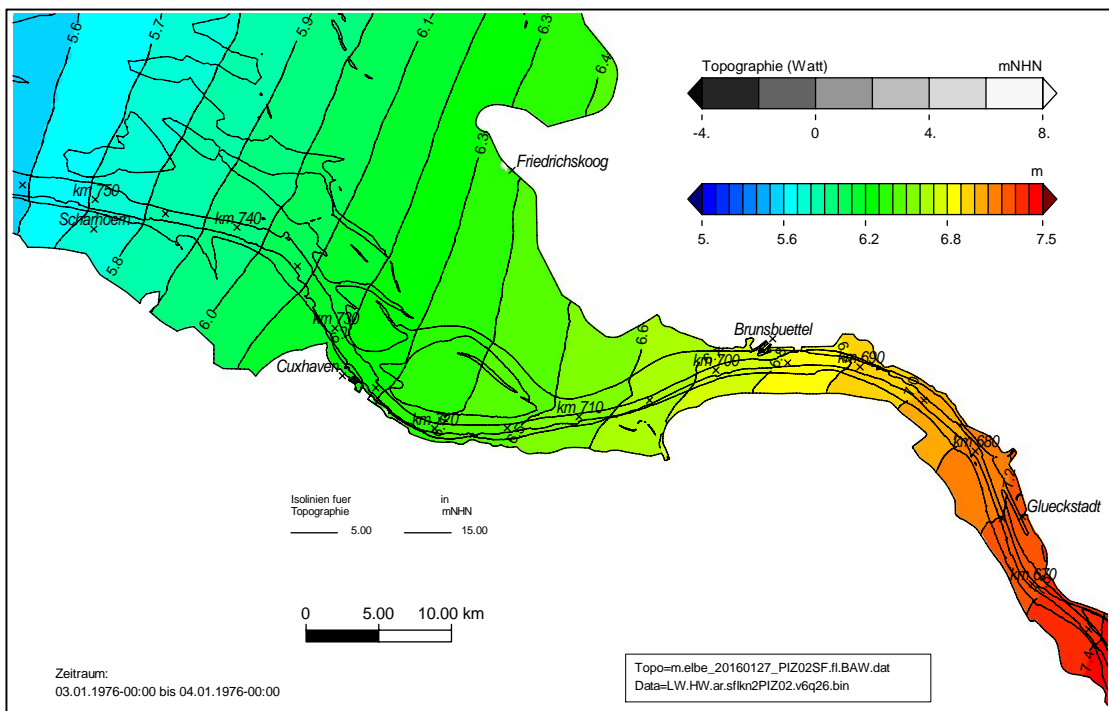 5.6
5.7
5.9
6.1
6.3
6.4
Topographie (Watt) mNHN
-4. 0 4. 8.
m
5. 5.6 6.2 6.8 7.5
6.3
Friedrichskoog
km 750
Scharhoern
km 740
5.8
6.0
km 730
Cuxhaven
6.6
Brunsbuettel
km 700
km 690
km 710
km 720
km 680
7.2
Glueckstadt
km 670
7.4
Isolinien fuer in
Topographie mNHN
5.00 15.00
0 5.00 10.00 km
Zeitraum:
03.01.1976-00:00 bis 04.01.1976-00:00
Topo=m.elbe_20160127_PIZ02SF.fl.BAW.dat
Data=LW.HW.ar.sflkn2PIZ02.v6q26.bin